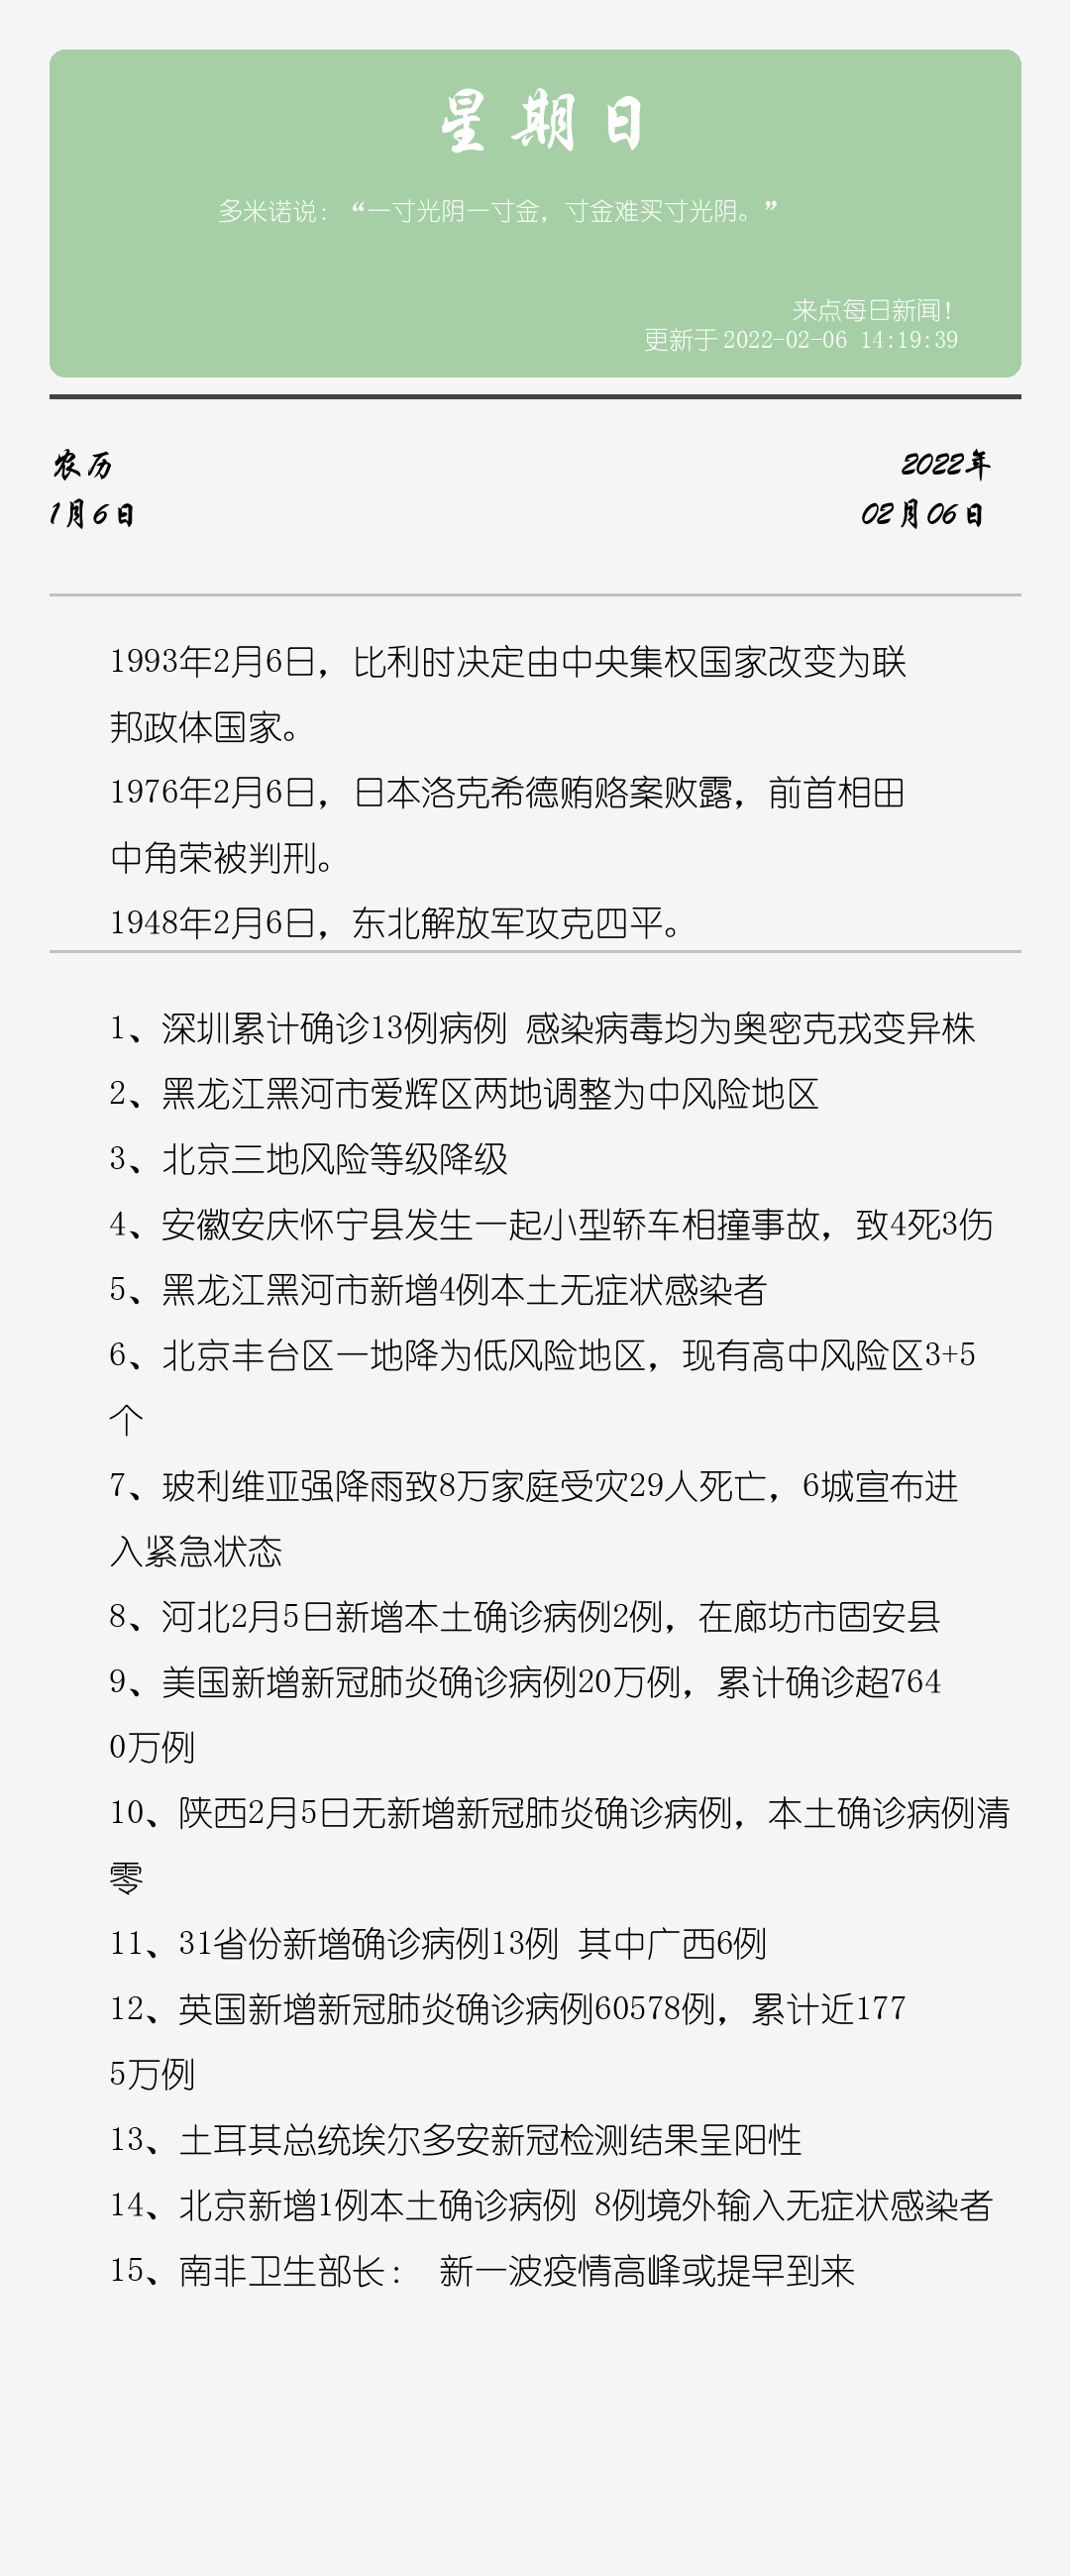 星期日
多米诺说：“一寸光阴一寸金，寸金难买寸光阴。”
来点每日新闻！
更新于2022-02-06 14:19:39
农历
2022年
1月6日
02月06日
1993年2月6日，比利时决定由中央集权国家改变为联
邦政体国家。
1976年2月6日，日本洛克希德贿赂案败露，前首相田
中角荣被判刑。
1948年2月6日，东北解放军攻克四平。
1、深圳累计确诊13例病例 感染病毒均为奥密克戎变异株
2、黑龙江黑河市爱辉区两地调整为中风险地区
3、北京三地风险等级降级
4、安徽安庆怀宁县发生一起小型轿车相撞事故，致4死3伤
5、黑龙江黑河市新增4例本土无症状感染者
6、北京丰台区一地降为低风险地区，现有高中风险区3+5
个
7、玻利维亚强降雨致8万家庭受灾29人死亡，6城宣布进
入紧急状态
8、河北2月5日新增本土确诊病例2例，在廊坊市固安县
9、美国新增新冠肺炎确诊病例20万例，累计确诊超764
0万例
10、陕西2月5日无新增新冠肺炎确诊病例，本土确诊病例清
零
11、31省份新增确诊病例13例 其中广西6例
12、英国新增新冠肺炎确诊病例60578例，累计近177
5万例
13、土耳其总统埃尔多安新冠检测结果呈阳性
14、北京新增1例本土确诊病例 8例境外输入无症状感染者
15、南非卫生部长： 新一波疫情高峰或提早到来